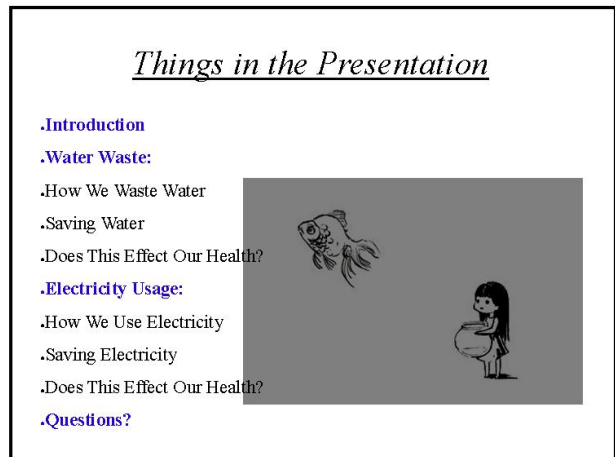 Things in the Presentation
.Introduction
.Water Waste:
.How We Waste Water
.Saving Water
.Does This Effect Our Health?
.Electricity Usage:
.How We Use Electricity
.Saving Electricity
.Does This Effect Our Health?
.Questions?